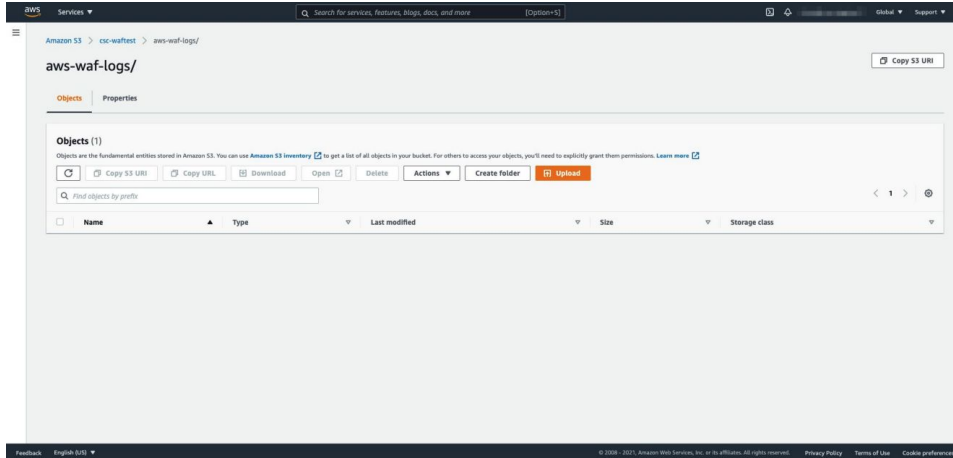 aws Services ▼ Search for services, features, blogs, docs, and more [Option+S] Global ▼ Support ▼
Amazon S3 > csc-waftest > aws-waf-logs/
aws-waf-logs/
Copy S3 URI
Objects Properties
Objects (1)
Objects are the fundamental entities stored in Amazon S3. You can use Amazon S3 inventory to get a list of all objects in your bucket. For others to access your objects, you'll need to explicitly grant them permissions. Learn more
Copy S3 URI Copy URL Download Open Delete Actions ▼ Create folder Upload
Find objects by prefix
< 1 >
Name Type Last modified Size Storage class
Feedback English (US) ▼ © 2008 - 2021, Amazon Web Services, Inc. or its affiliates. All rights reserved. Privacy Policy Terms of Use Cookie preferences